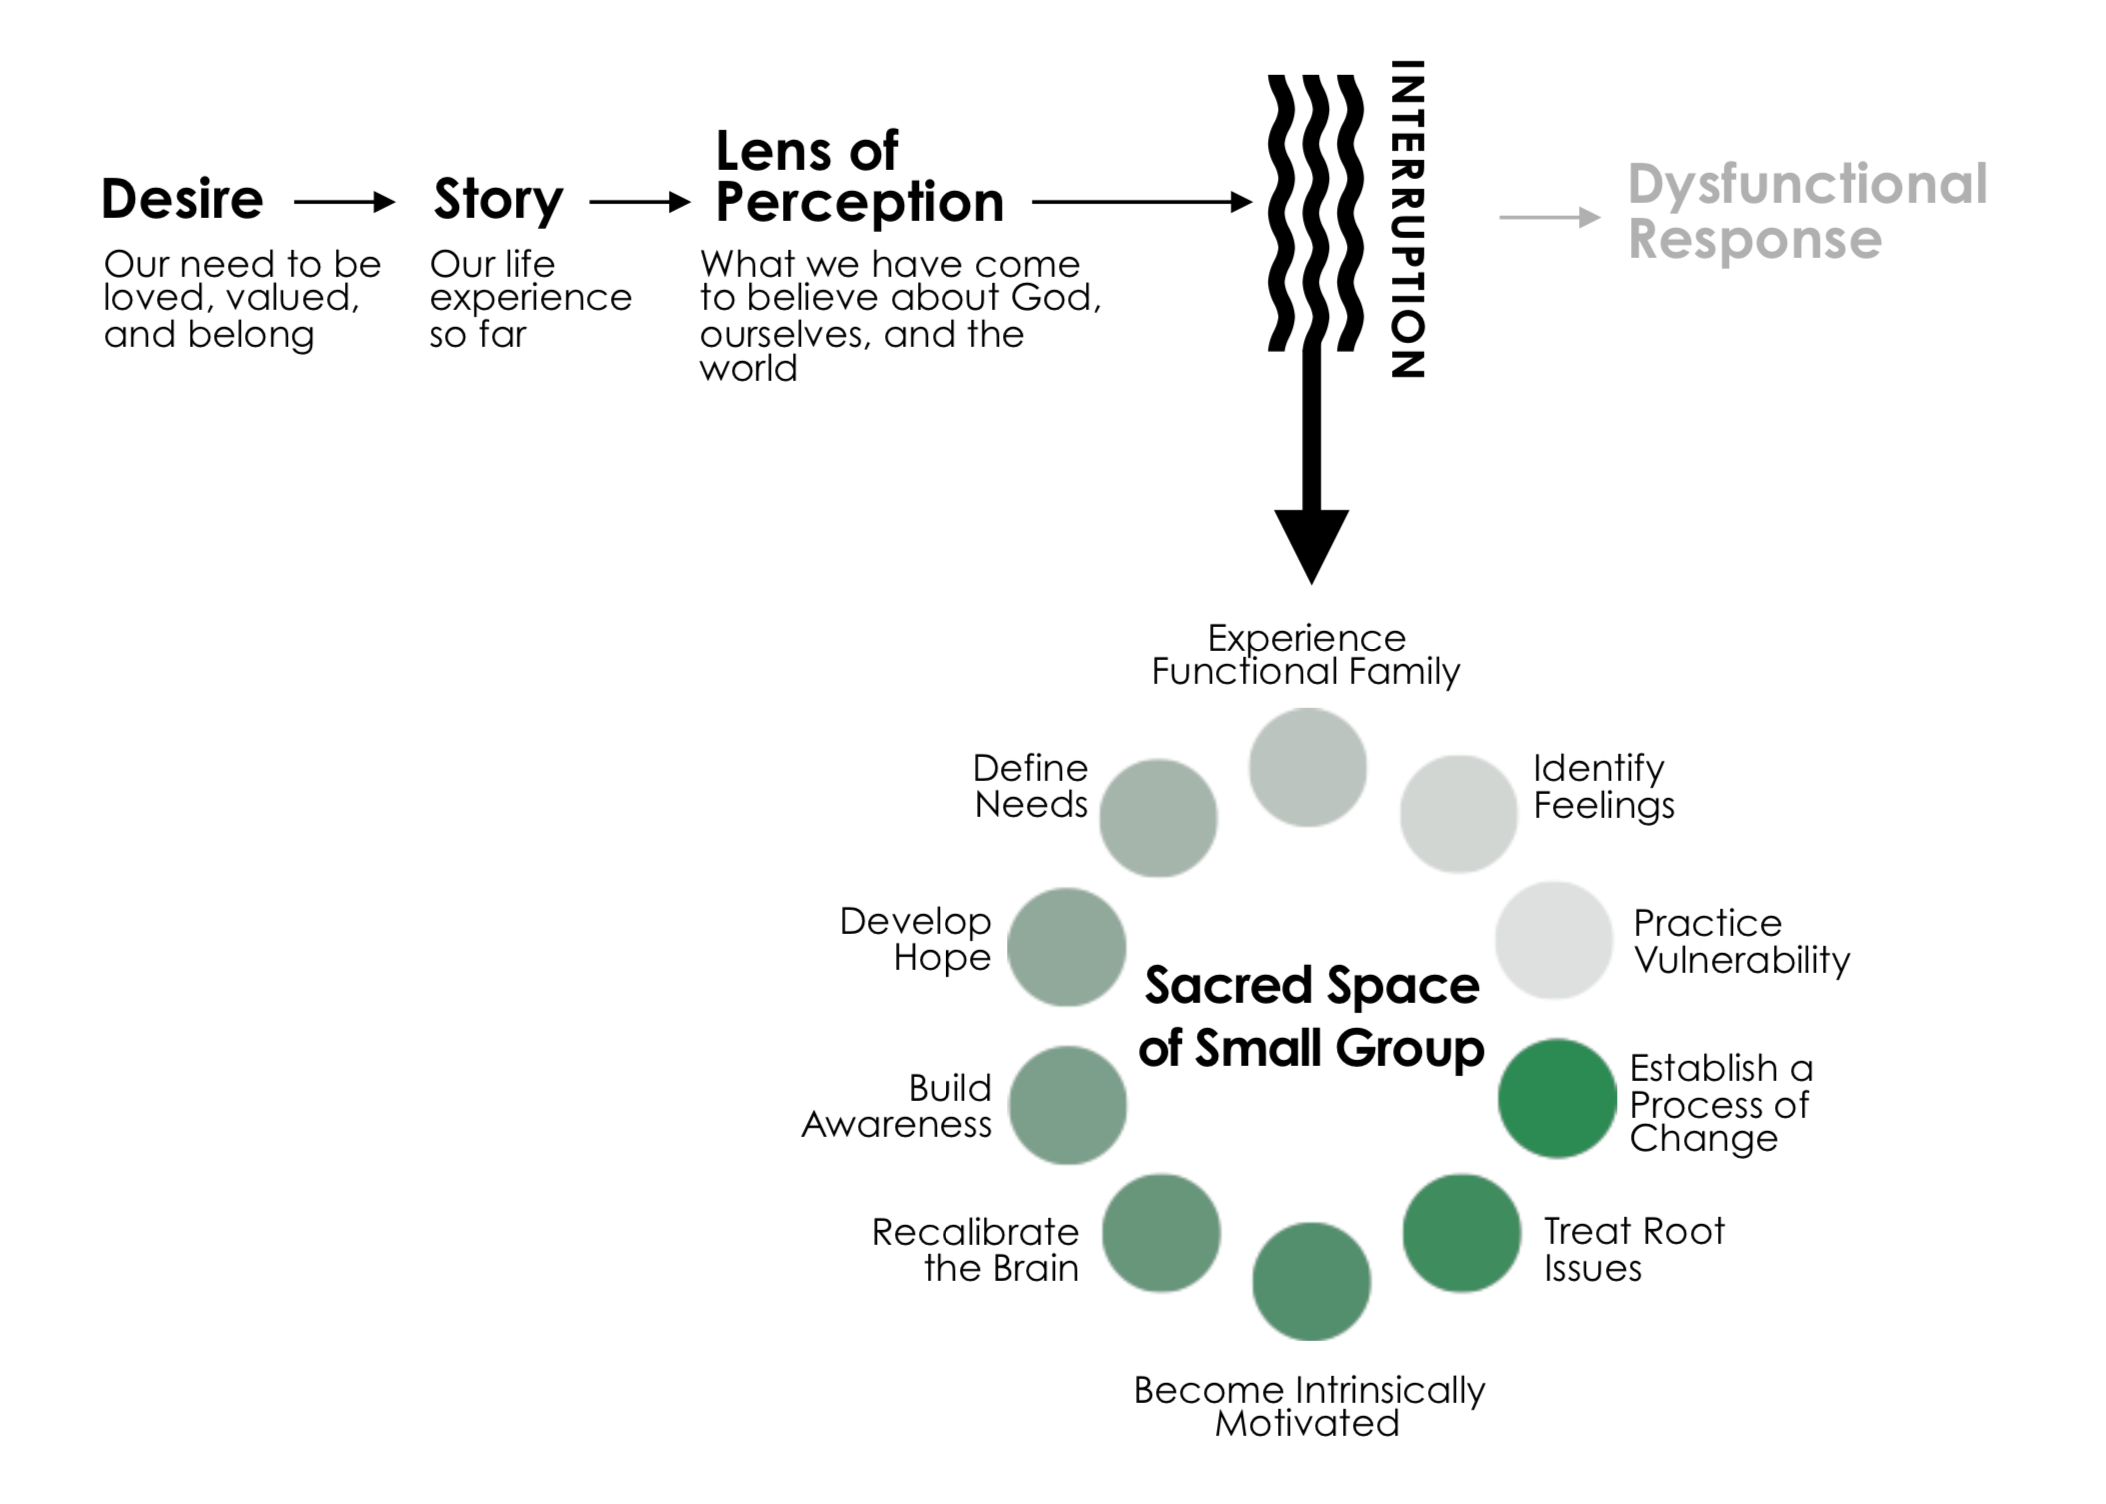 Desire
Our need to be
loved, valued,
and belong
Story
Our life
experience
so far
Lens of
Perception
What we have come
to believe about God,
ourselves, and the
world
INTERRUPTION
Dysfunctional
Response
Experience
Functional Family
Identify
Feelings
Practice
Vulnerability
Establish a
Process of
Change
Treat Root
Issues
Become Intrinsically
Motivated
Recalibrate
the Brain
Build
Awareness
Develop
Hope
Define
Needs
Sacred Space
of Small Group